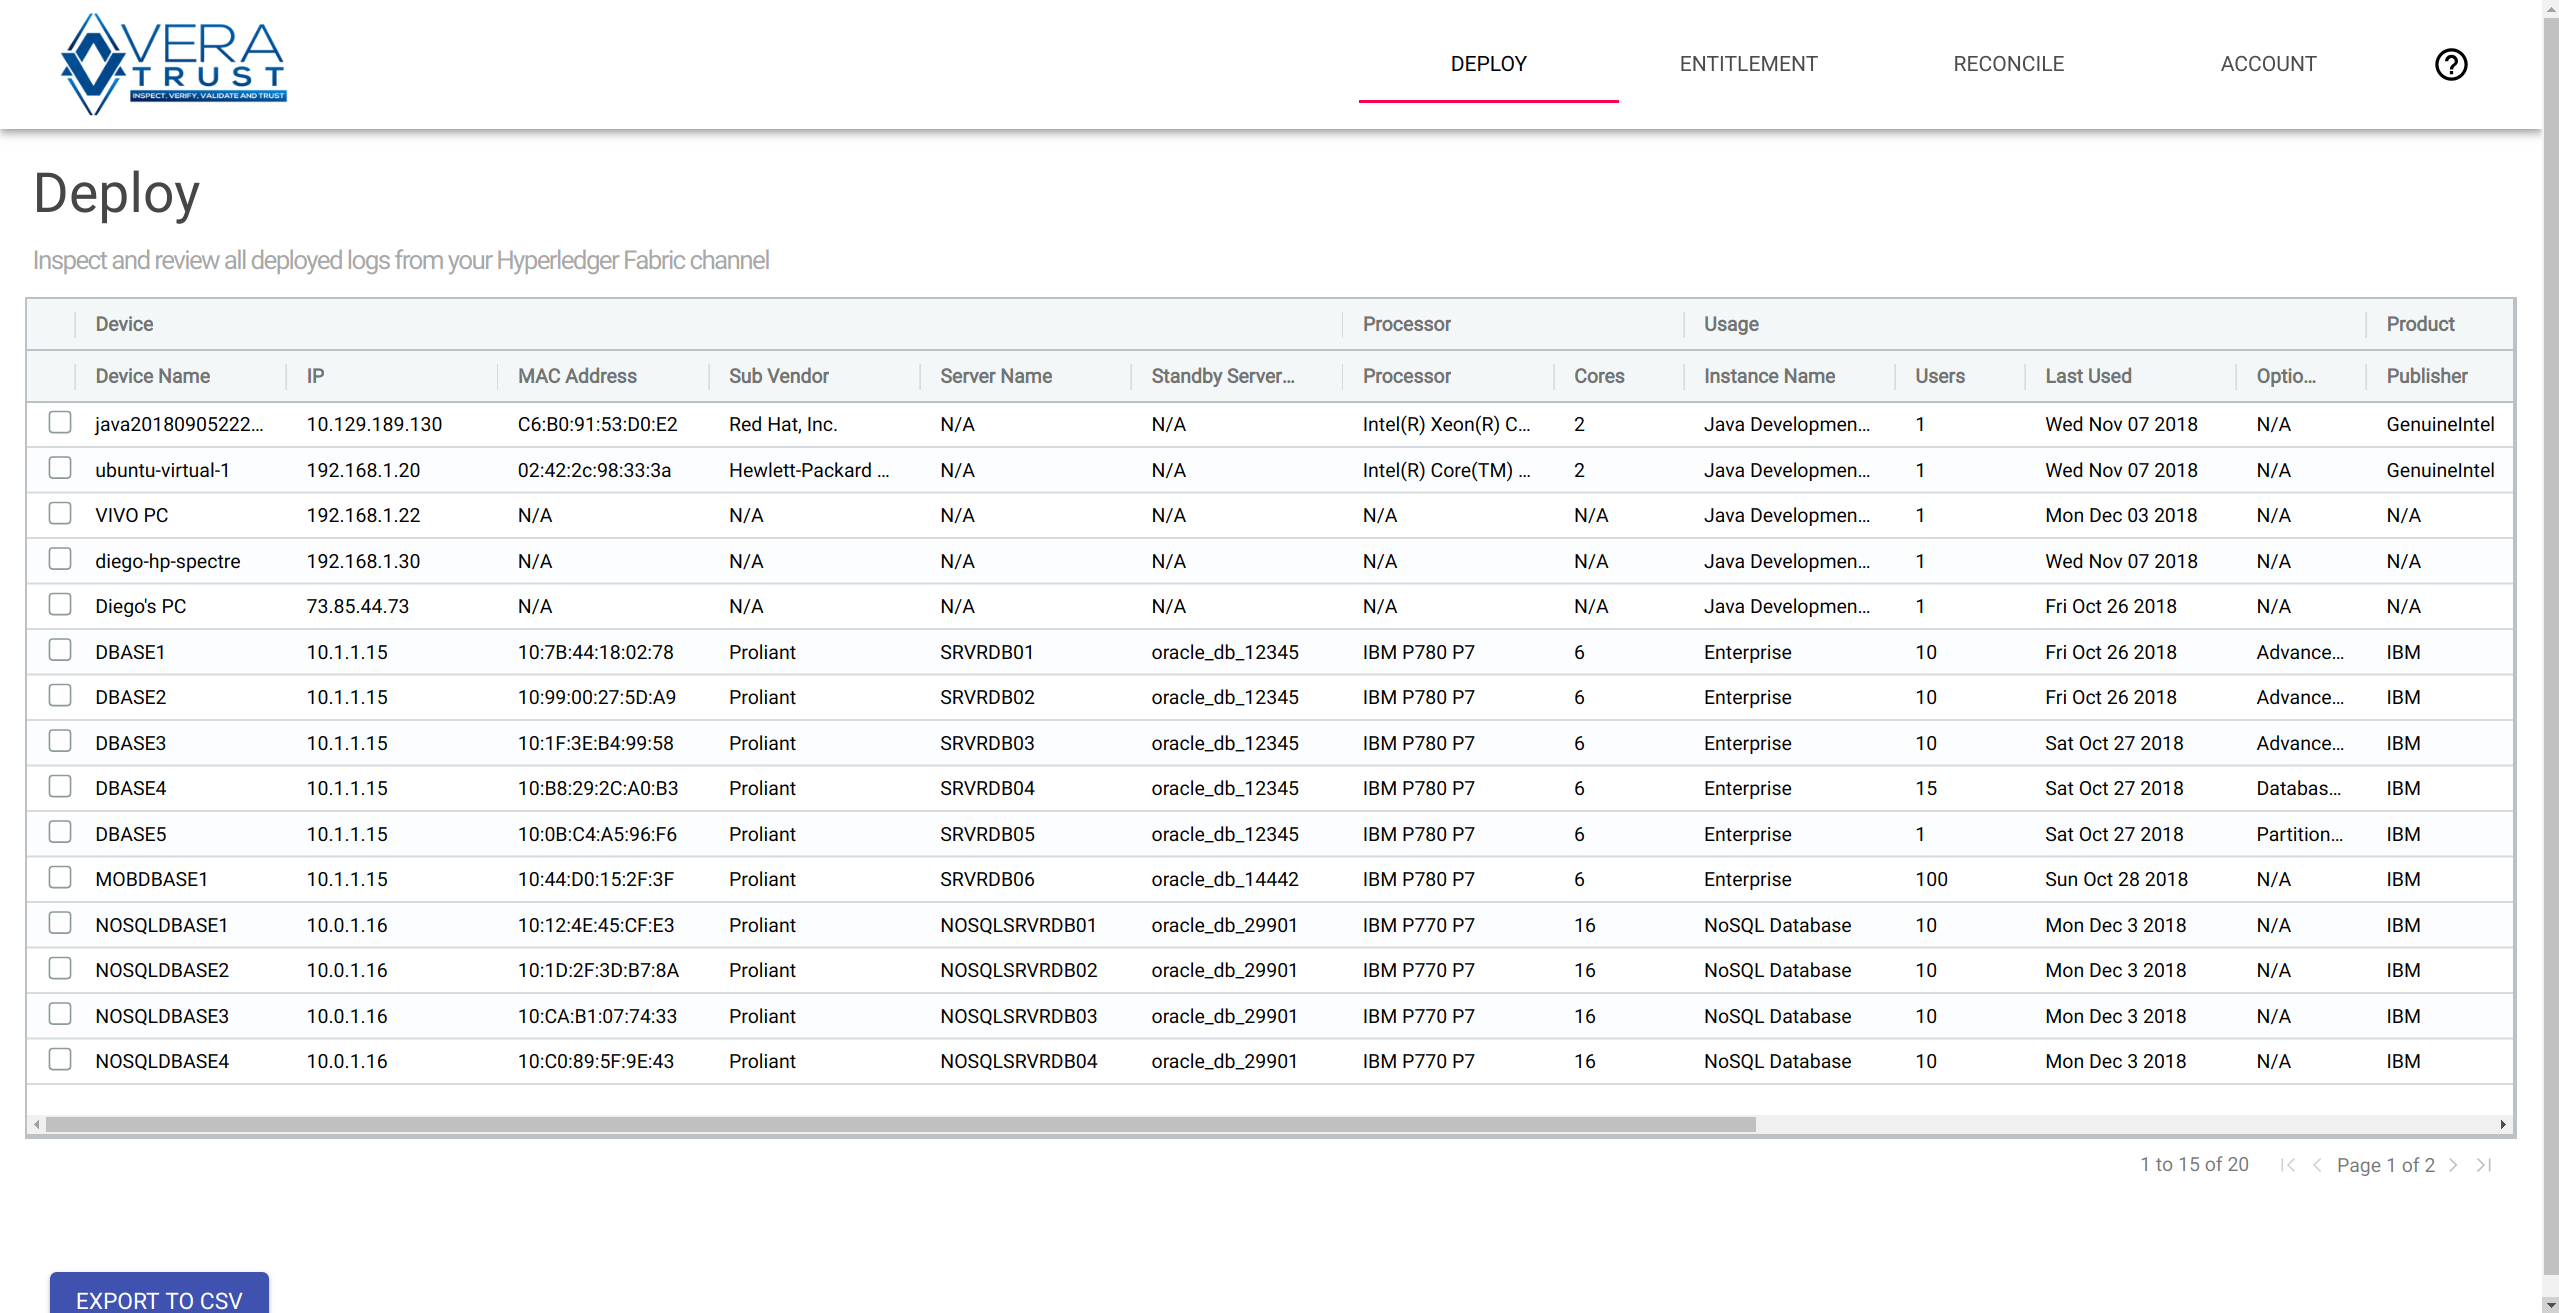 VERA
TRUST
INSPECT, VERIFY, VALIDATE AND TRUST
DEPLOY ENTITLEMENT RECONCILE ACCOUNT ?
Deploy
Inspect and review all deployed logs from your Hyperledger Fabric channel
Device Processor Usage Product
Device Name IP MAC Address Sub Vendor Server Name Standby Server... Processor Cores Instance Name Users Last Used Optio... Publisher
java20180905222... 10.129.189.130 C6:B0:91:53:D0:E2 Red Hat, Inc. N/A N/A Intel(R) Xeon(R) C... 2 Java Developmen... 1 Wed Nov 07 2018 N/A GenuineIntel
ubuntu-virtual-1 192.168.1.20 02:42:2c:98:33:3a Hewlett-Packard ... N/A N/A Intel(R) Core(TM) ... 2 Java Developmen... 1 Wed Nov 07 2018 N/A GenuineIntel
VIVO PC 192.168.1.22 N/A N/A N/A N/A N/A N/A Java Developmen... 1 Mon Dec 03 2018 N/A N/A
diego-hp-spectre 192.168.1.30 N/A N/A N/A N/A N/A N/A Java Developmen... 1 Wed Nov 07 2018 N/A N/A
Diego's PC 73.85.44.73 N/A N/A N/A N/A N/A N/A Java Developmen... 1 Fri Oct 26 2018 N/A N/A
DBASE1 10.1.1.15 10:7B:44:18:02:78 Proliant SRVRDB01 oracle_db_12345 IBM P780 P7 6 Enterprise 10 Fri Oct 26 2018 Advance... IBM
DBASE2 10.1.1.15 10:99:00:27:5D:A9 Proliant SRVRDB02 oracle_db_12345 IBM P780 P7 6 Enterprise 10 Fri Oct 26 2018 Advance... IBM
DBASE3 10.1.1.15 10:1F:3E:B4:99:58 Proliant SRVRDB03 oracle_db_12345 IBM P780 P7 6 Enterprise 10 Sat Oct 27 2018 Advance... IBM
DBASE4 10.1.1.15 10:B8:29:2C:A0:B3 Proliant SRVRDB04 oracle_db_12345 IBM P780 P7 6 Enterprise 15 Sat Oct 27 2018 Databas... IBM
DBASE5 10.1.1.15 10:0B:C4:A5:96:F6 Proliant SRVRDB05 oracle_db_12345 IBM P780 P7 6 Enterprise 1 Sat Oct 27 2018 Partition... IBM
MOBDBASE1 10.1.1.15 10:44:D0:15:2F:3F Proliant SRVRDB06 oracle_db_14442 IBM P780 P7 6 Enterprise 100 Sun Oct 28 2018 N/A IBM
NOSQLDBASE1 10.0.1.16 10:12:4E:45:CF:E3 Proliant NOSQLSRVRDB01 oracle_db_29901 IBM P770 P7 16 NoSQL Database 10 Mon Dec 3 2018 N/A IBM
NOSQLDBASE2 10.0.1.16 10:1D:2F:3D:B7:8A Proliant NOSQLSRVRDB02 oracle_db_29901 IBM P770 P7 16 NoSQL Database 10 Mon Dec 3 2018 N/A IBM
NOSQLDBASE3 10.0.1.16 10:CA:B1:07:74:33 Proliant NOSQLSRVRDB03 oracle_db_29901 IBM P770 P7 16 NoSQL Database 10 Mon Dec 3 2018 N/A IBM
NOSQLDBASE4 10.0.1.16 10:C0:89:5F:9E:43 Proliant NOSQLSRVRDB04 oracle_db_29901 IBM P770 P7 16 NoSQL Database 10 Mon Dec 3 2018 N/A IBM
1 to 15 of 20 Page 1 of 2
EXPORT TO CSV